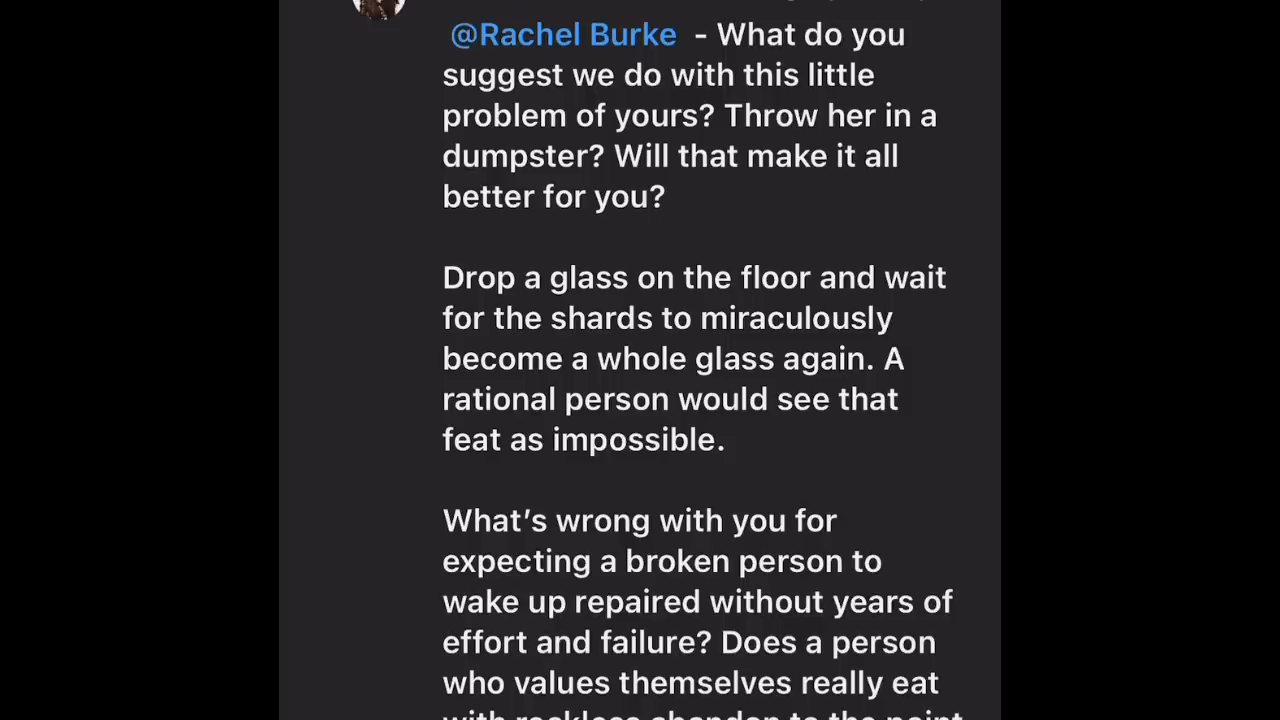 @Rachel Burke - What do you
suggest we do with this little
problem of yours? Throw her in a
dumpster? Will that make it all
better for you?
Drop a glass on the floor and wait
for the shards to miraculously
become a whole glass again. A
rational person would see that
feat as impossible.
What's wrong with you for
expecting a broken person to
wake up repaired without years of
effort and failure? Does a person
who values themselves really eat
with reckless abandon to the point